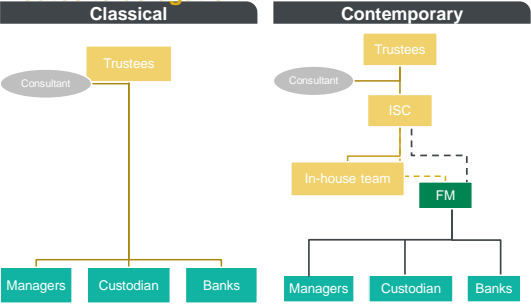 Classical
Trustees
Consultant
Managers
Custodian
Banks
Contemporary
Trustees
Consultant
ISC
In-house team
FM
Managers
Custodian
Banks